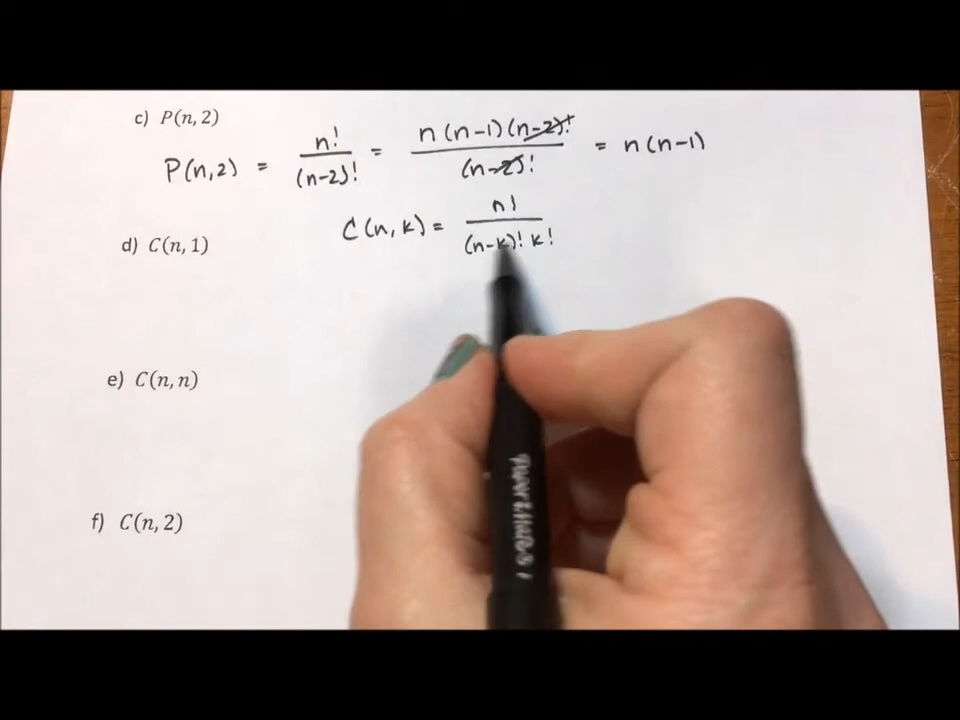 c) P(n, 2)
P(n,2) = n!/(n-2)! = n(n-1)(n-2)!/(n-2)! = n(n-1)
C(n,k) = n!/(n-k)! k!
d) C(n, 1)
e) C(n, n)
f) C(n, 2)